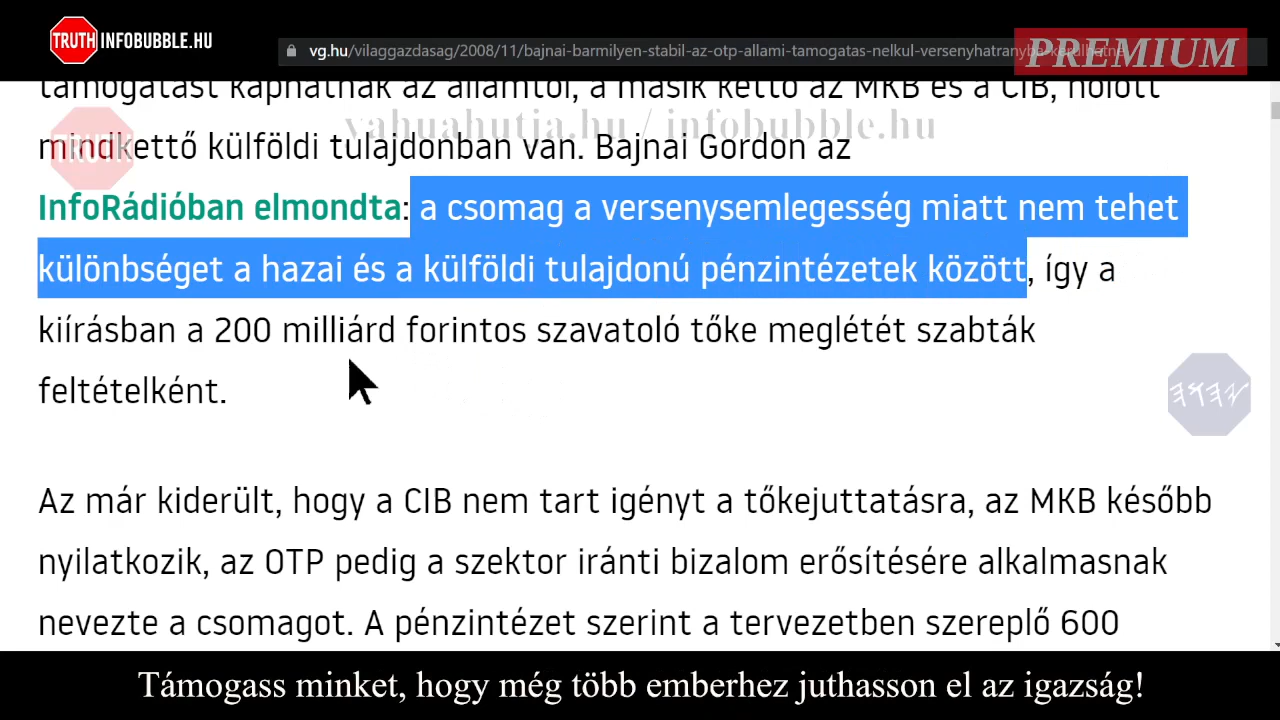 TRUTH INFOBUBBLE.HU
vg.hu/vilaggazdasag/2008/11/bajnai-barmilyen-stabil-az-otp-allami-tamogatas-nelkul-versenyhatranyba-kerulhatna
PREMIUM
támogatást kaphatnak az államtól, a másik kettő az MKB és a CIB, holott
vahuahutja.hu / infobubble.hu
TRUTH
mindkettő külföldi tulajdonban van. Bajnai Gordon az
InfoRádióban elmondta: a csomag a versenysemlegesség miatt nem tehet
különbséget a hazai és a külföldi tulajdonú pénzintézetek között, így a
kiírásban a 200 milliárd forintos szavatoló tőke meglétét szabták
feltételként.
𐤉𐤄𐤅𐤄
Az már kiderült, hogy a CIB nem tart igényt a tőkejuttatásra, az MKB később
nyilatkozik, az OTP pedig a szektor iránti bizalom erősítésére alkalmasnak
nevezte a csomagot. A pénzintézet szerint a tervezetben szereplő 600
Támogass minket, hogy még több emberhez juthasson el az igazság!